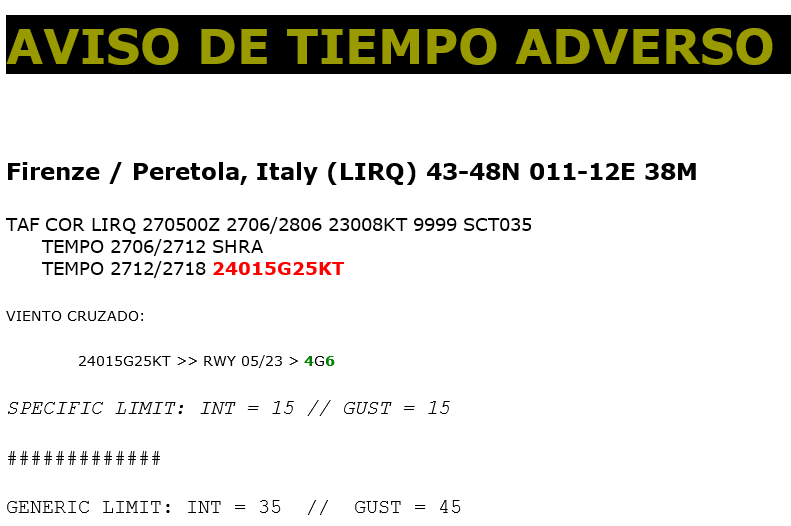 AVISO DE TIEMPO ADVERSO
Firenze / Peretola, Italy (LIRQ) 43-48N 011-12E 38M
TAF COR LIRQ 270500Z 2706/2806 23008KT 9999 SCT035
TEMPO 2706/2712 SHRA
TEMPO 2712/2718 24015G25KT
VIENTO CRUZADO:
24015G25KT >> RWY 05/23 > 4G6
SPECIFIC LIMIT: INT = 15 // GUST = 15
#############
GENERIC LIMIT: INT = 35 // GUST = 45